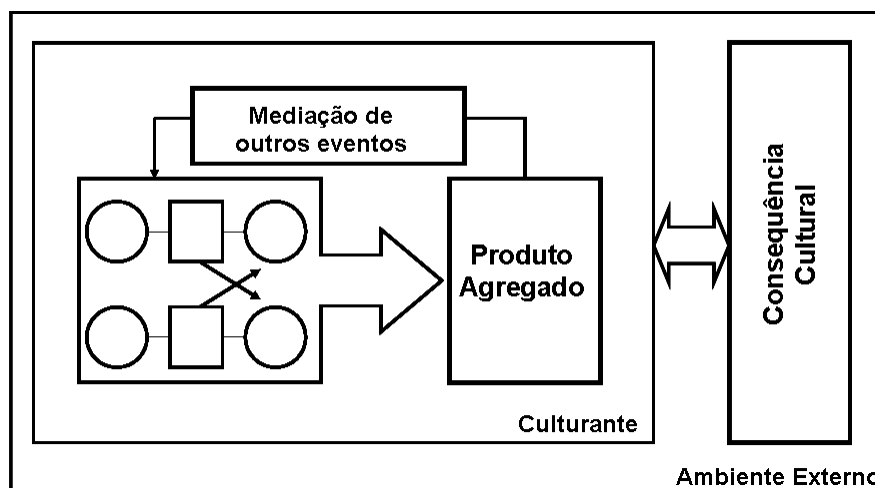 Mediação de
outros eventos
Produto
Agregado
Culturante
Consequência
Cultural
Ambiente Externo